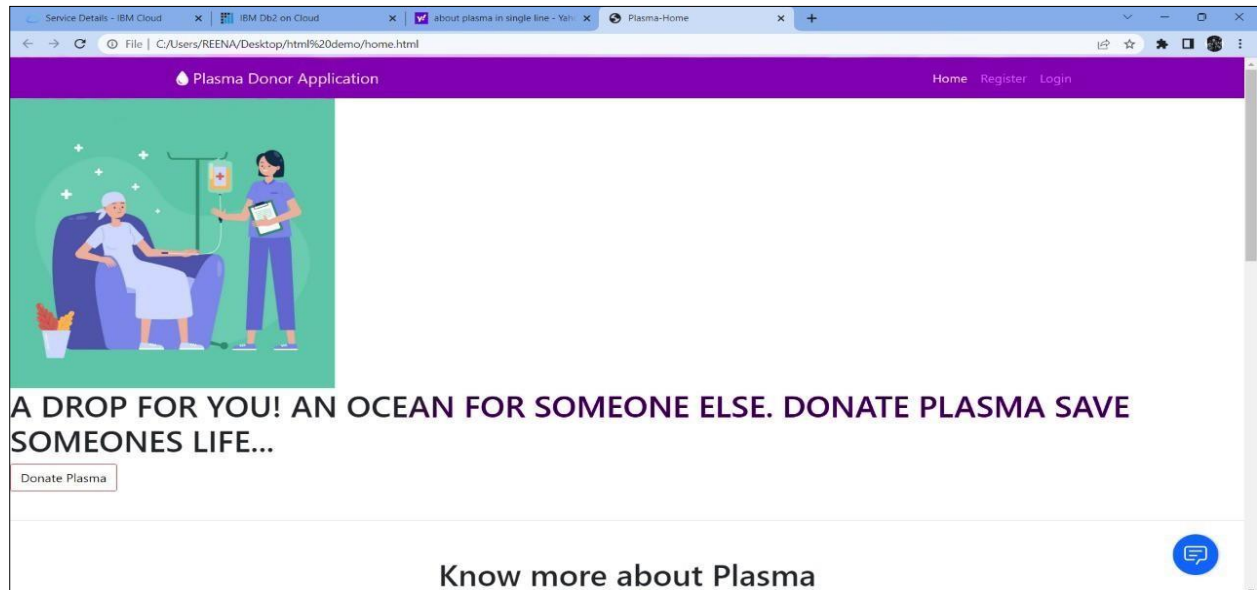 Service Details - IBM Cloud
IBM Db2 on Cloud
about plasma in single line - Yah
Plasma-Home
File | C:/Users/REENA/Desktop/html%20demo/home.html
Plasma Donor Application
Home Register Login
A DROP FOR YOU! AN OCEAN FOR SOMEONE ELSE. DONATE PLASMA SAVE
SOMEONES LIFE...
Donate Plasma
Know more about Plasma